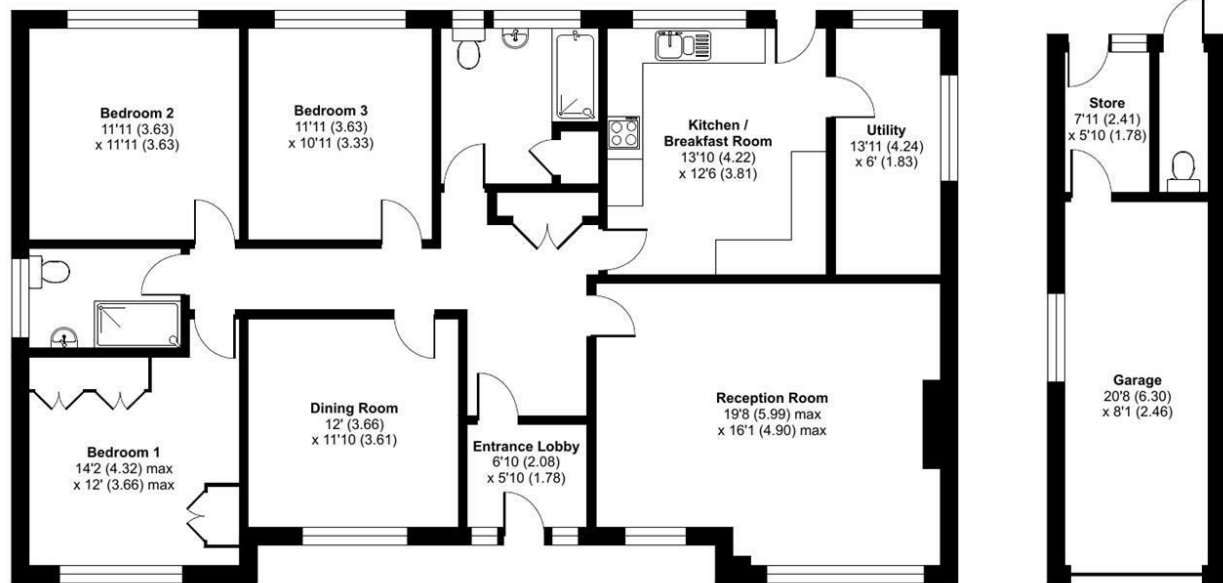 Bedroom 2
11'11 (3.63)
x 11'11 (3.63)
Bedroom 3
11'11 (3.63)
x 10'11 (3.33)
Kitchen /
Breakfast Room
13'10 (4.22)
x 12'6 (3.81)
Utility
13'11 (4.24)
x 6' (1.83)
Store
7'11 (2.41)
x 5'10 (1.78)
Bedroom 1
14'2 (4.32) max
x 12' (3.66) max
Dining Room
12' (3.66)
x 11'10 (3.61)
Entrance Lobby
6'10 (2.08)
x 5'10 (1.78)
Reception Room
19'8 (5.99) max
x 16'1 (4.90) max
Garage
20'8 (6.30)
x 8'1 (2.46)